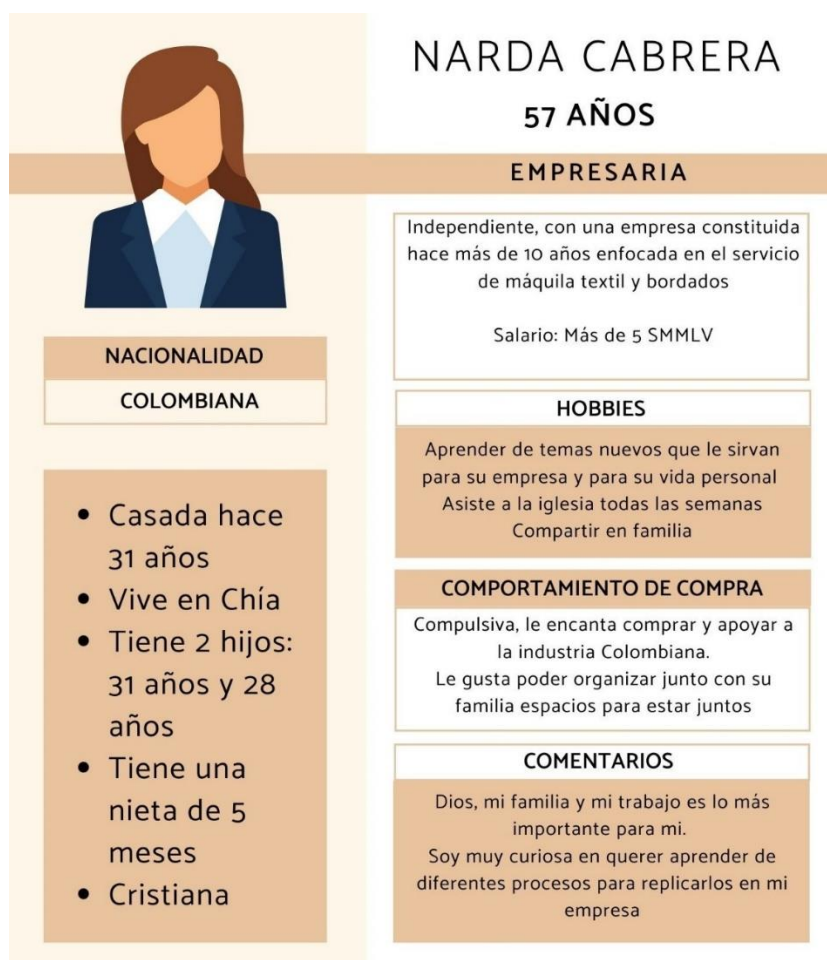 NARDA CABRERA
57 AÑOS
EMPRESARIA
Independiente, con una empresa constituida
hace más de 10 años enfocada en el servicio
de máquila textil y bordados
Salario: Más de 5 SMMLV
NACIONALIDAD
COLOMBIANA
• Casada hace
31 años
• Vive en Chía
• Tiene 2 hijos:
31 años y 28
años
• Tiene una
nieta de 5
meses
• Cristiana
HOBBIES
Aprender de temas nuevos que le sirvan
para su empresa y para su vida personal
Asiste a la iglesia todas las semanas
Compartir en familia
COMPORTAMIENTO DE COMPRA
Compulsiva, le encanta comprar y apoyar a
la industria Colombiana.
Le gusta poder organizar junto con su
familia espacios para estar juntos
COMENTARIOS
Dios, mi familia y mi trabajo es lo más
importante para mi.
Soy muy curiosa en querer aprender de
diferentes procesos para replicarlos en mi
empresa